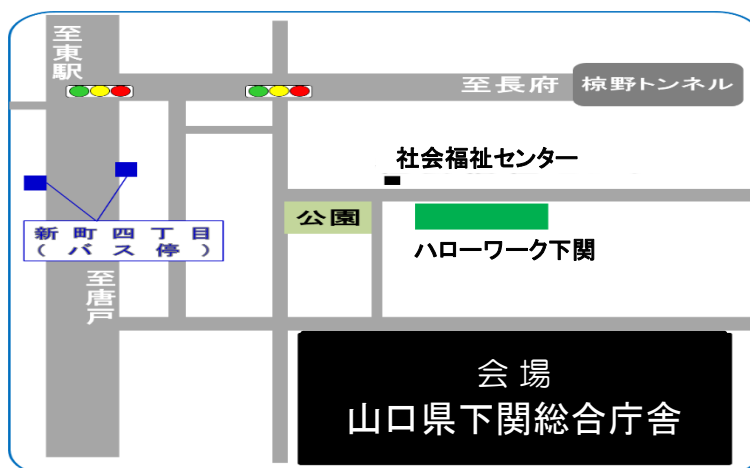 至東駅
至長府
椋野トンネル
社会福祉センター
公園
新町四丁目
(バス停)
ハローワーク下関
至唐戸
会場
山口県下関総合庁舎